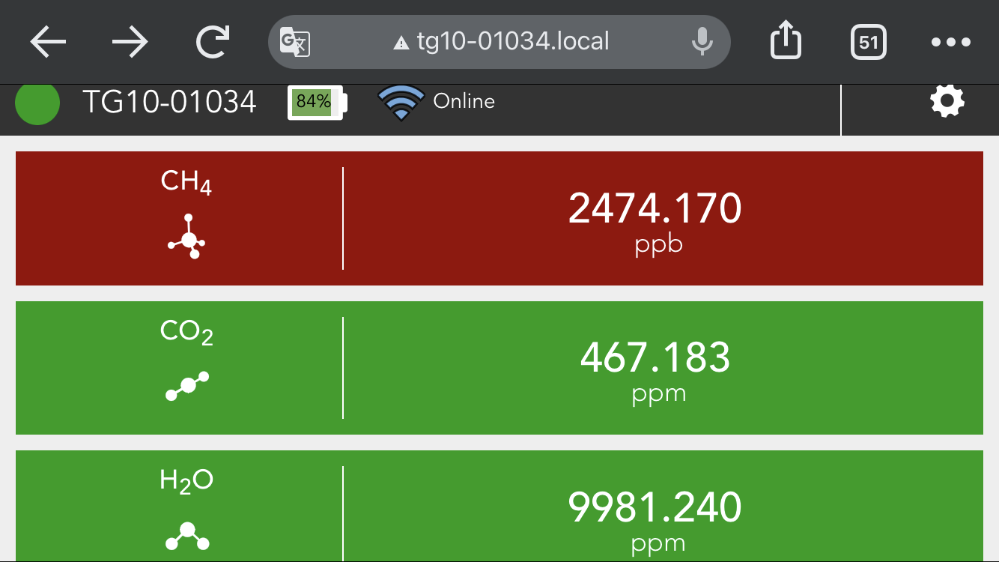 tg10-01034.local
51
TG10-01034
84%
Online
CH₄
2474.170
ppb
CO₂
467.183
ppm
H₂O
9981.240
ppm